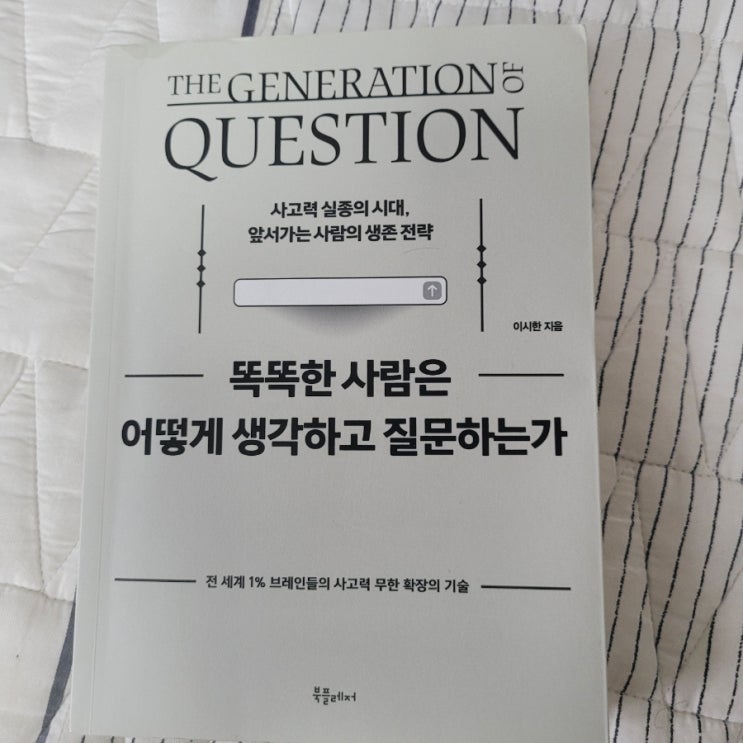 THE GENERATION OF
QUESTION
사고력 실종의 시대,
앞서가는 사람의 생존 전략
이시한 지음
똑똑한 사람은
어떻게 생각하고 질문하는가
전 세계 1% 브레인들의 사고력 무한 확장의 기술
북플레저